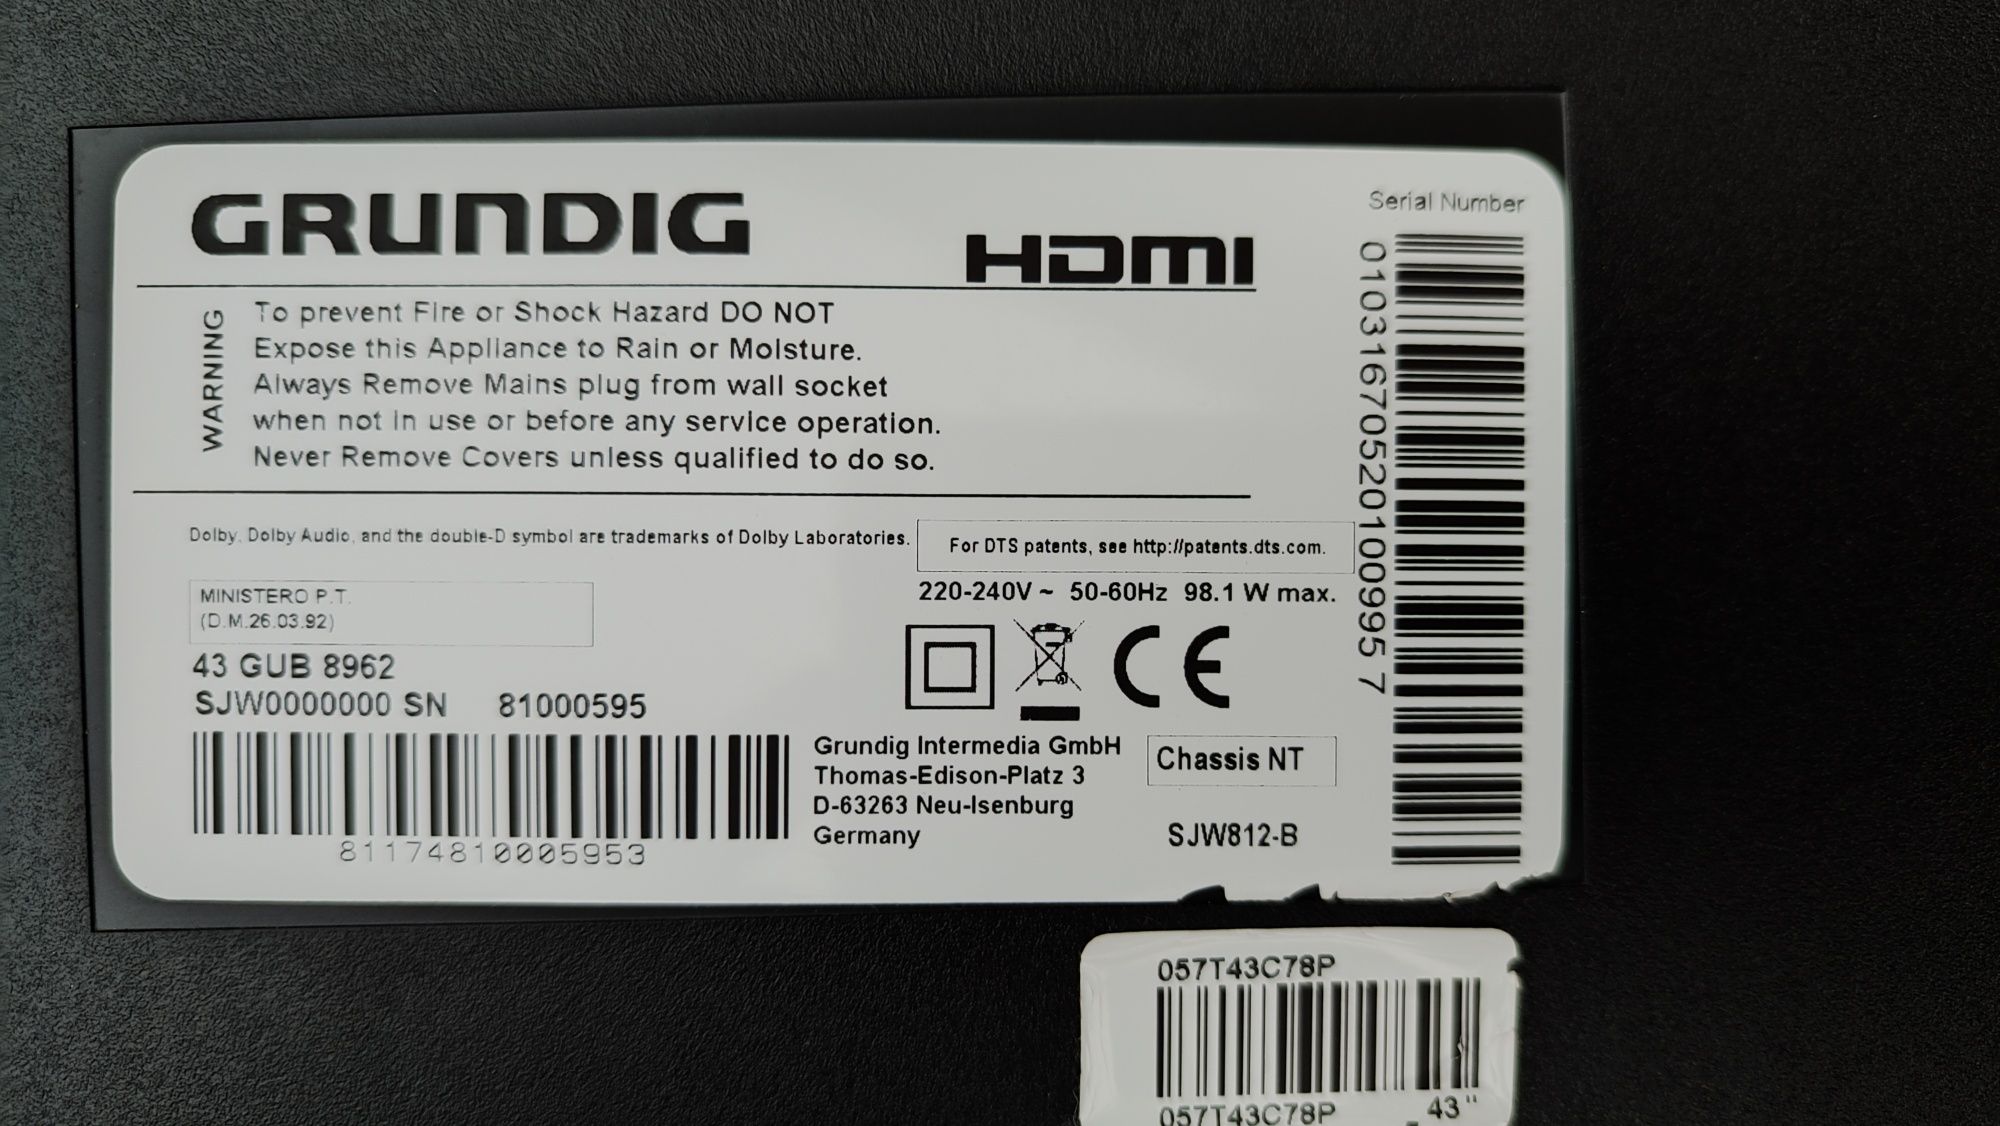 GRUNDIG
HDMI
Serial Number
010316705201009957
WARNING
To prevent Fire or Shock Hazard DO NOT
Expose this Appliance to Rain or Moisture.
Always Remove Mains plug from wall socket
when not in use or before any service operation.
Never Remove Covers unless qualified to do so.
Dolby, Dolby Audio, and the double-D symbol are trademarks of Dolby Laboratories.
For DTS patents, see http://patents.dts.com.
220-240V ~ 50-60Hz 98.1 W max.
MINISTERO P.T.
(D.M.26.03.92)
43 GUB 8962
SJW0000000 SN 81000595
81174810005953
CE
Grundig Intermedia GmbH
Thomas-Edison-Platz 3
D-63263 Neu-Isenburg
Germany
Chassis NT
SJW812-B
057T43C78P
057T43C78P _43"